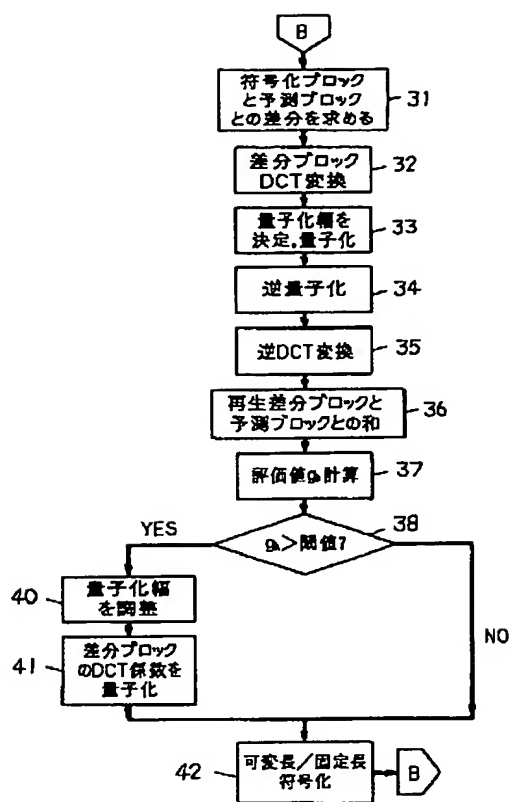 B
符号化ブロック
と予測ブロック
との差分を求める
31
差分ブロック
DCT変換
32
量子化幅を
決定,量子化
33
逆量子化
34
逆DCT変換
35
再生差分ブロックと
予測ブロックとの和
36
評価値gb計算
37
gb>閾値?
38
YES
NO
量子化幅
を調整
40
差分ブロック
のDCT係数を
量子化
41
可変長/固定長
符号化
42
B